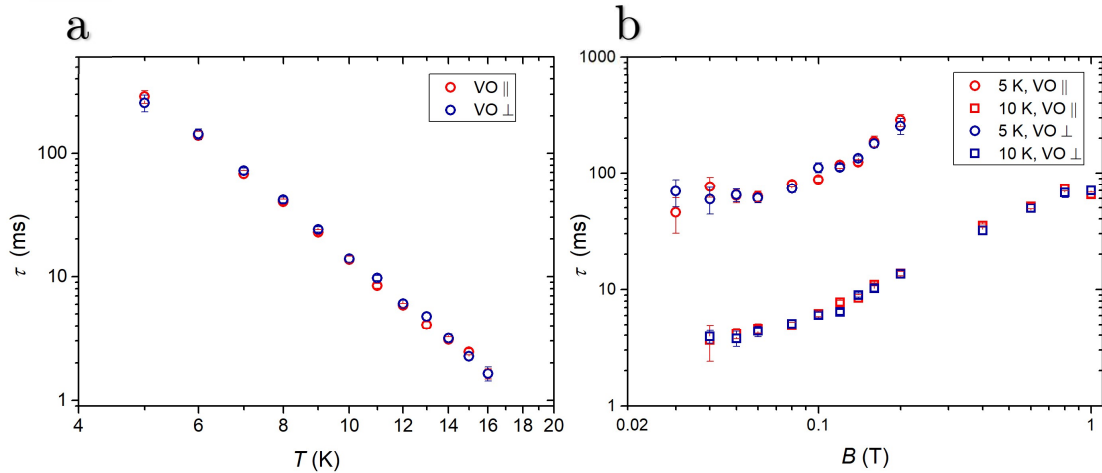 a
VO ||
VO ⊥
100
10
1
τ (ms)
4 6 8 10 12 14 16 18 20
T (K)
b
5 K, VO ||
10 K, VO ||
5 K, VO ⊥
10 K, VO ⊥
1000
100
10
1
τ (ms)
0.02 0.1 1
B (T)